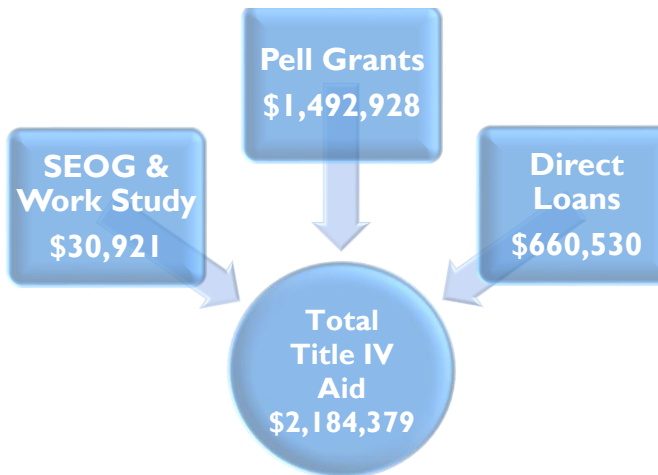 Pell Grants
$1,492,928
SEOG &
Work Study
$30,921
Direct
Loans
$660,530
Total
Title IV
Aid
$2,184,379